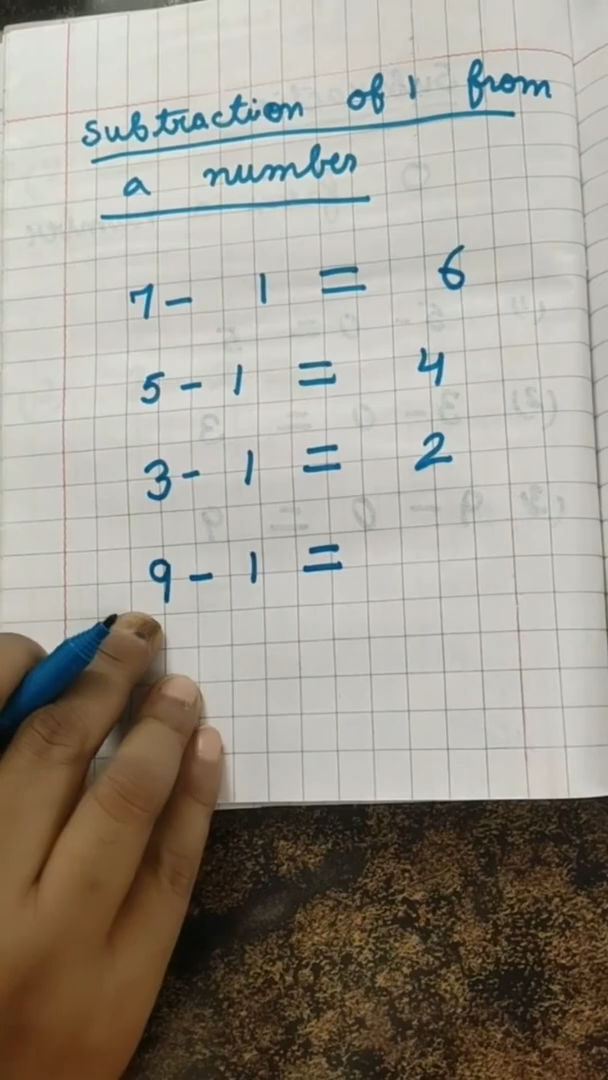 Subtraction of 1 from
a number
7 - 1 = 6
5 - 1 = 4
3 - 1 = 2
9 - 1 =